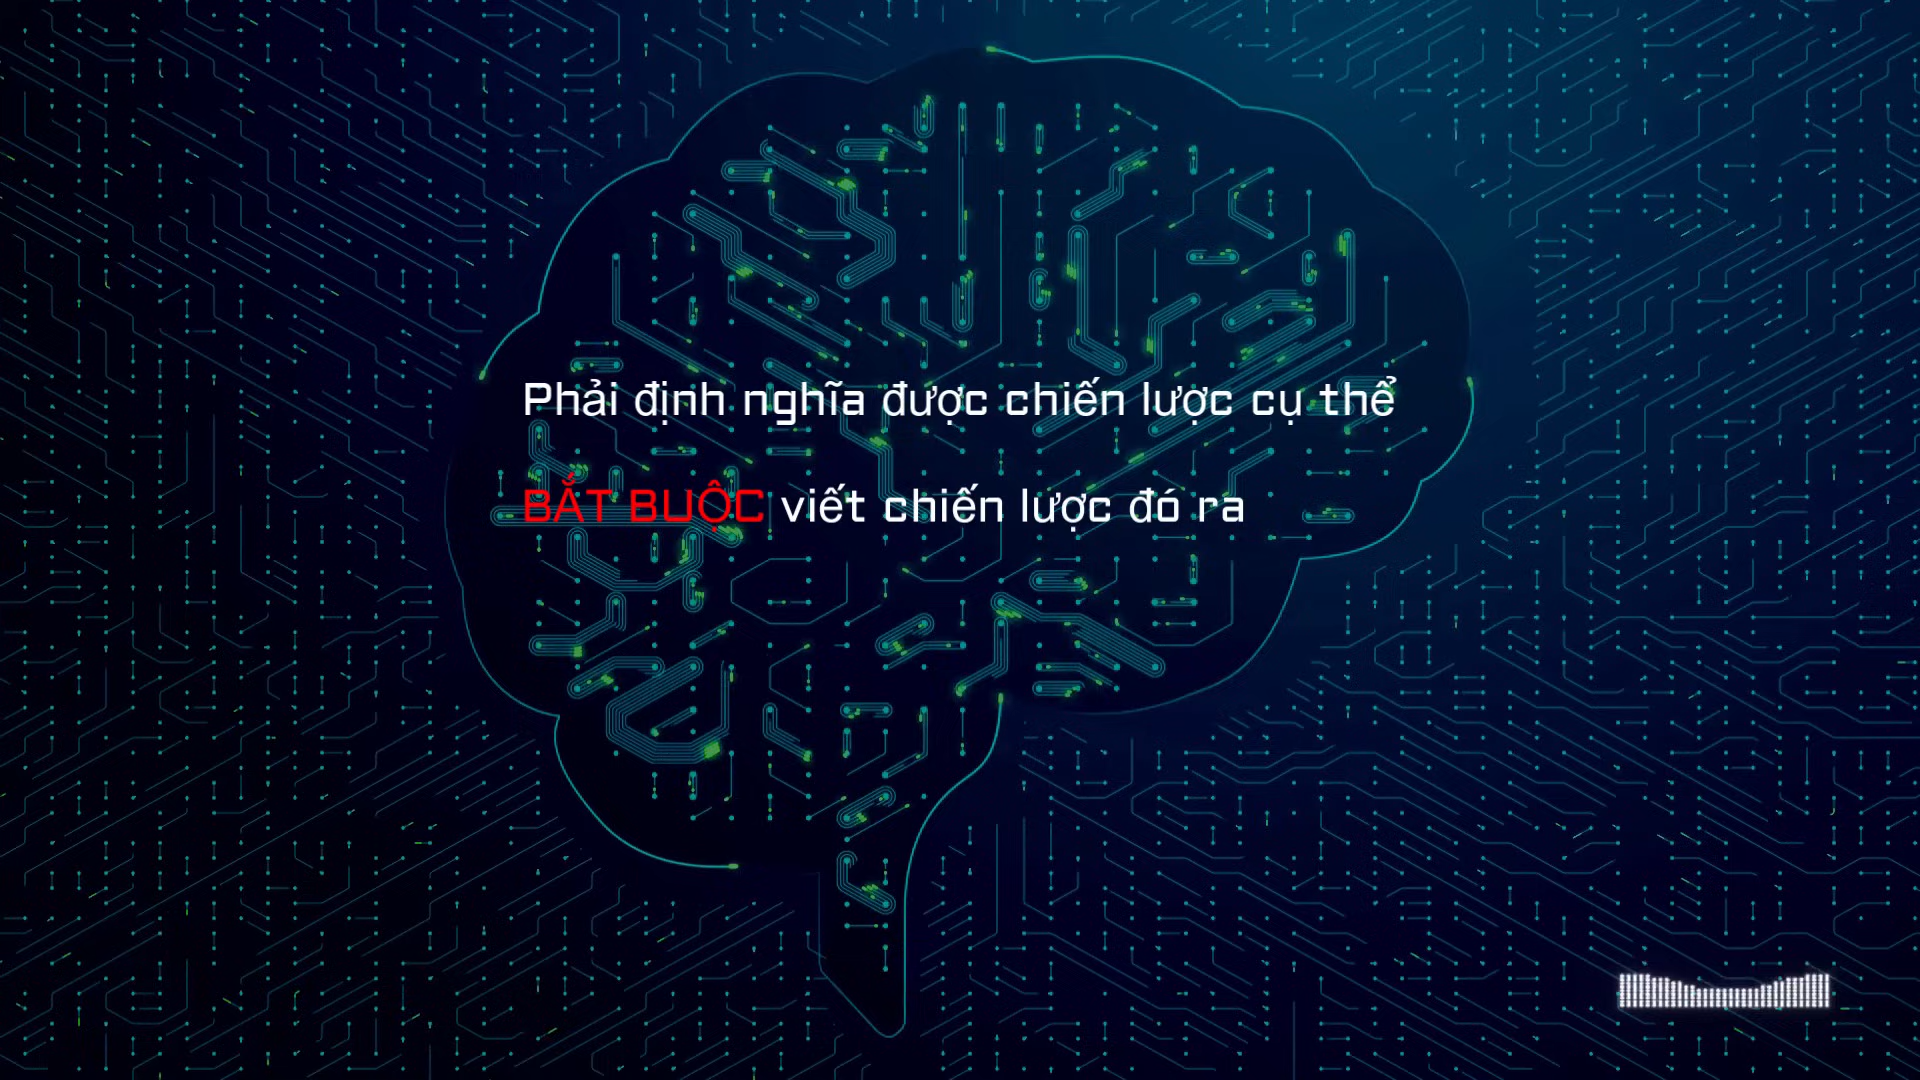 Phải định nghĩa được chiến lược cụ thể
BẮT BUỘC viết chiến lược đó ra